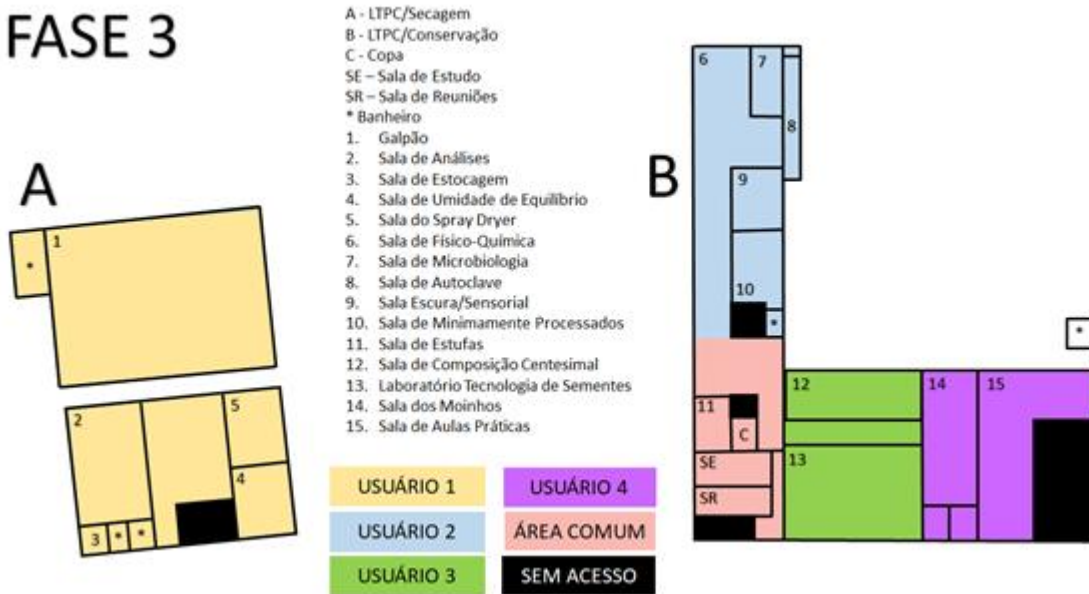 FASE 3
A - LTPC/Secagem
B - LTPC/Conservação
C - Copa
SE – Sala de Estudo
SR – Sala de Reuniões
* Banheiro
1. Galpão
2. Sala de Análises
3. Sala de Estocagem
4. Sala de Umidade de Equilíbrio
5. Sala do Spray Dryer
6. Sala de Físico-Química
7. Sala de Microbiologia
8. Sala de Autoclave
9. Sala Escura/Sensorial
10. Sala de Minimamente Processados
11. Sala de Estufas
12. Sala de Composição Centesimal
13. Laboratório Tecnologia de Sementes
14. Sala dos Moinhos
15. Sala de Aulas Práticas
A
1
*
2
5
4
3
*
*
B
6
7
8
9
10
*
*
11
C
12
14
15
SE
13
SR
USUÁRIO 1
USUÁRIO 4
USUÁRIO 2
ÁREA COMUM
USUÁRIO 3
SEM ACESSO